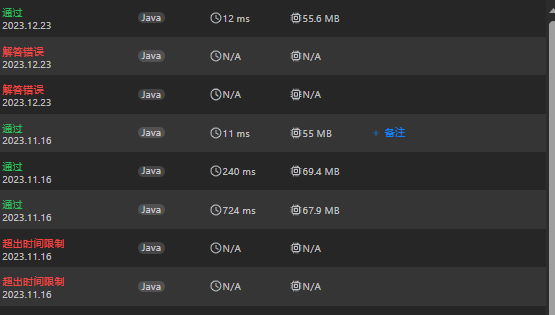 通过
2023.12.23 Java 12 ms 55.6 MB
解答错误
2023.12.23 Java N/A N/A
解答错误
2023.12.23 Java N/A N/A
通过
2023.11.16 Java 11 ms 55 MB + 备注
通过
2023.11.16 Java 240 ms 69.4 MB
通过
2023.11.16 Java 724 ms 67.9 MB
超出时间限制
2023.11.16 Java N/A N/A
超出时间限制
2023.11.16 Java N/A N/A